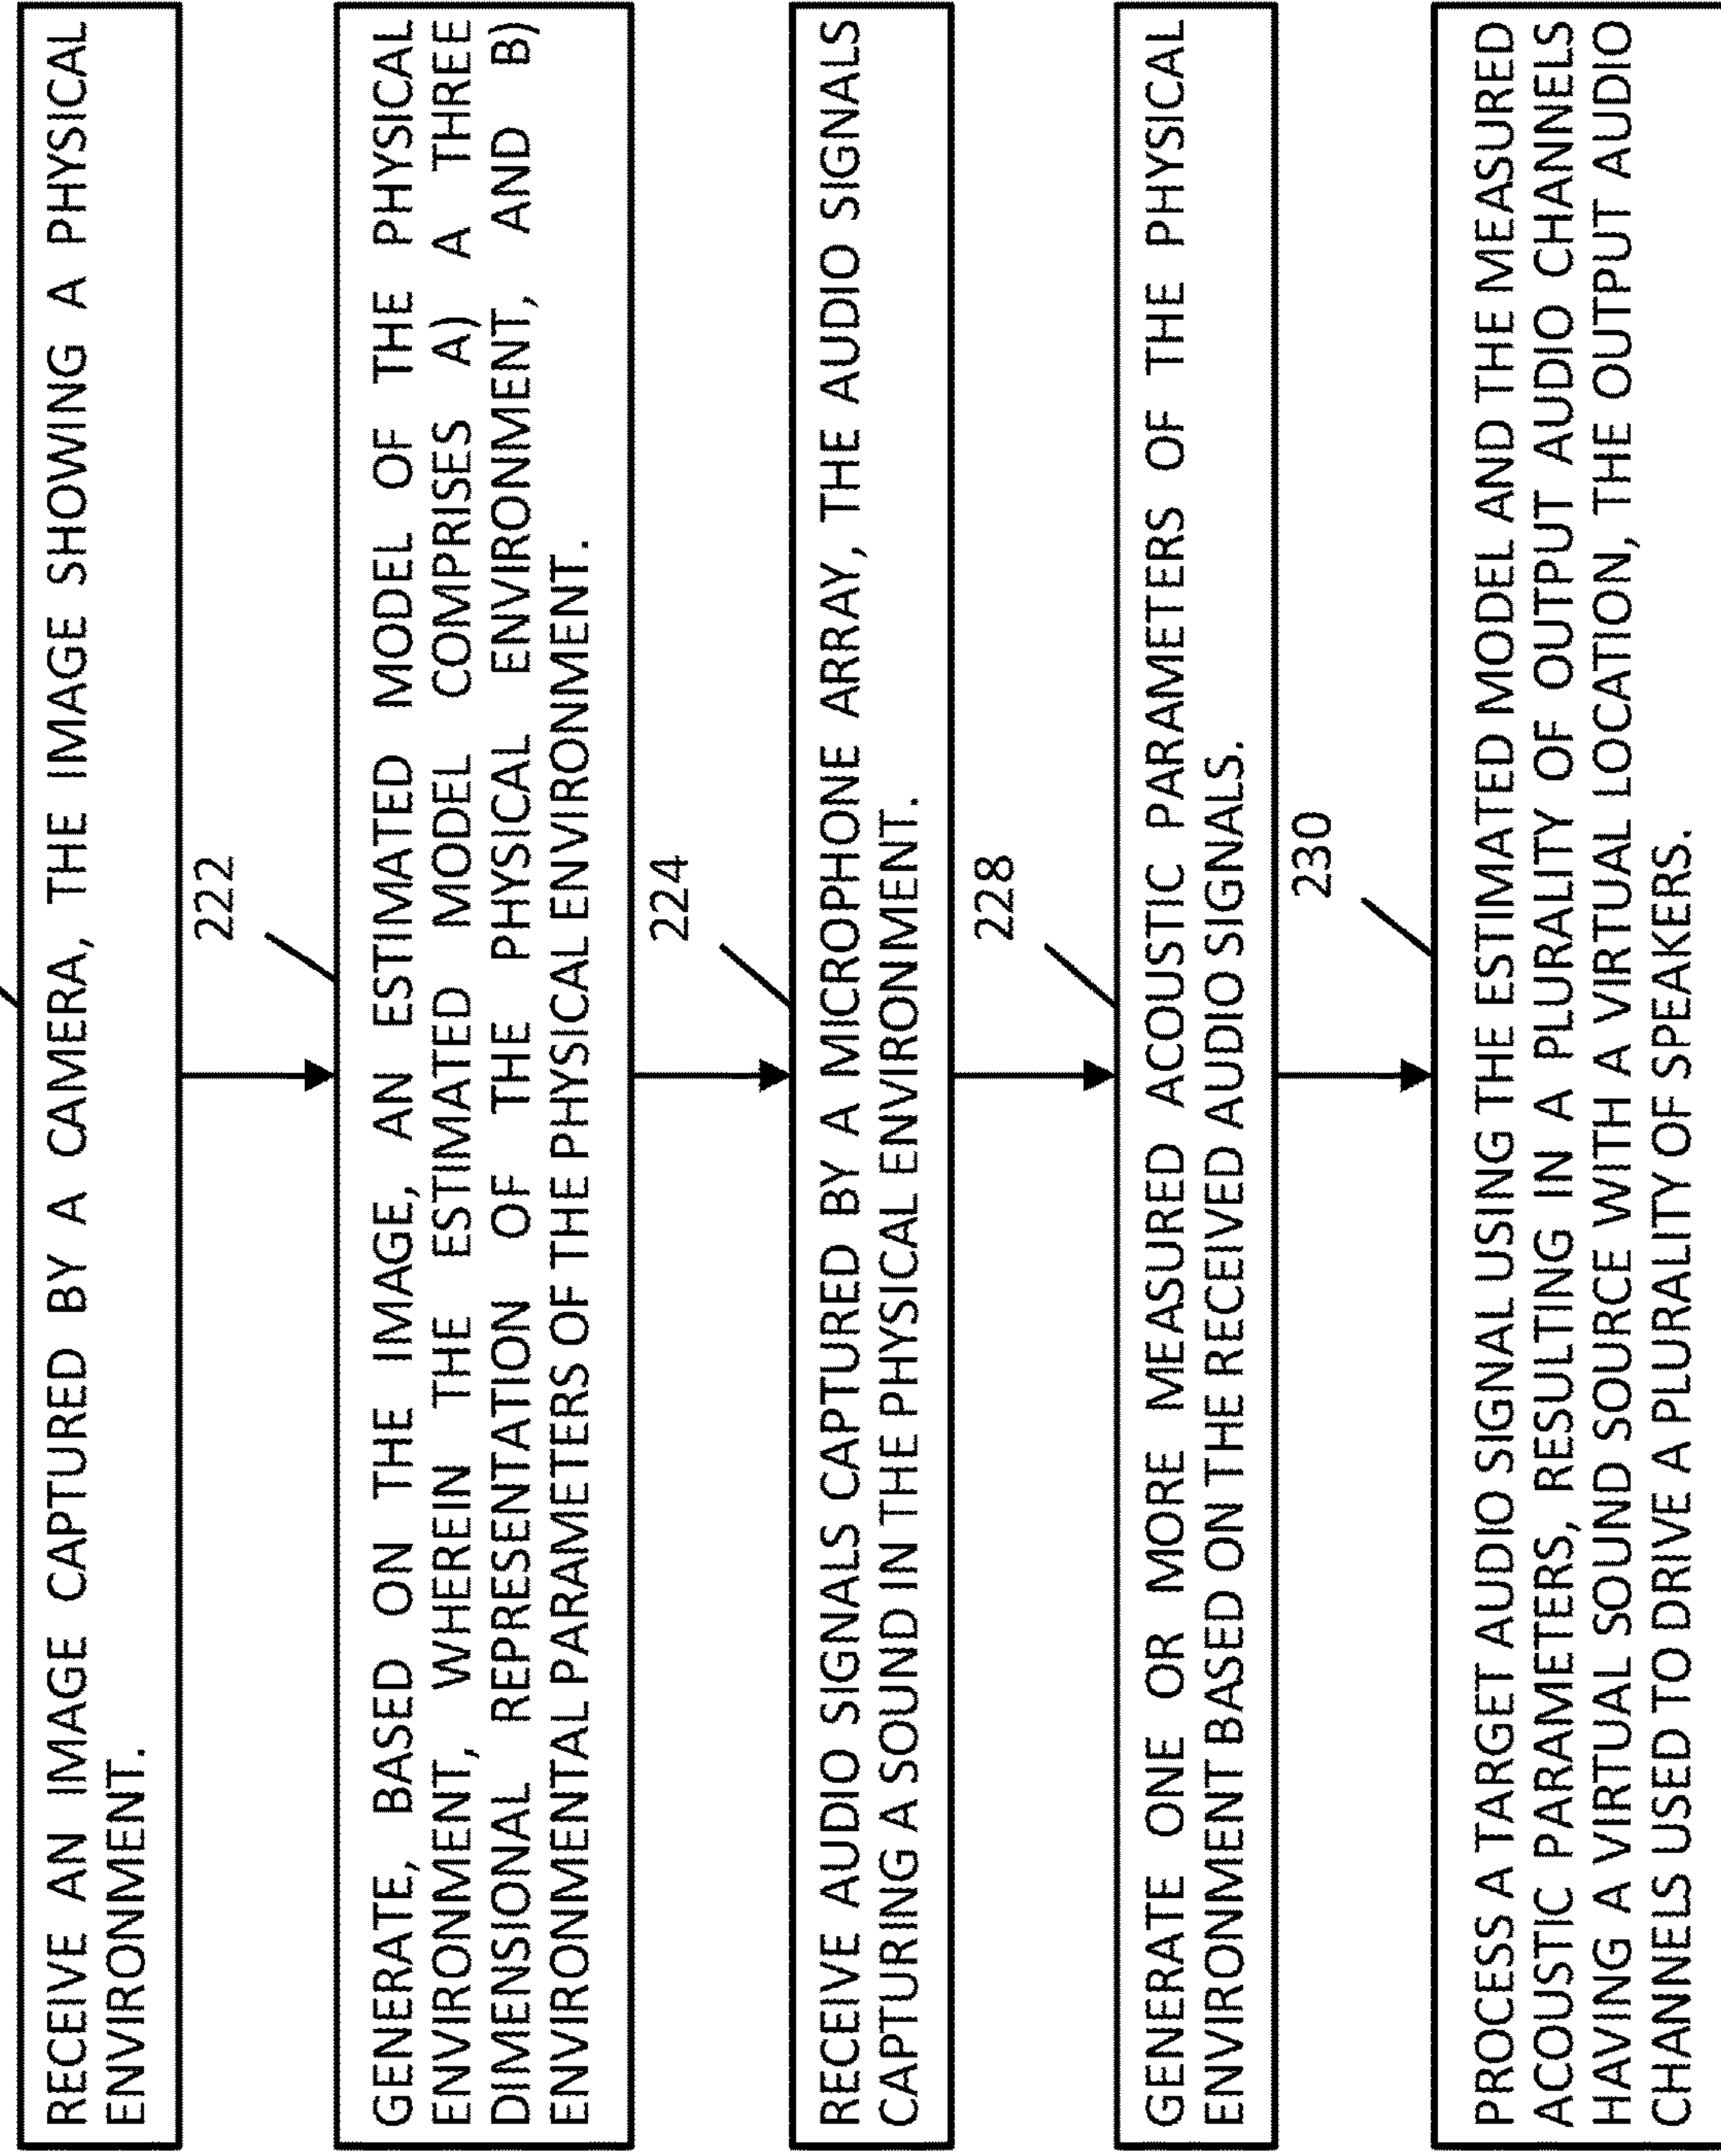 RECEIVE AN IMAGE CAPTURED BY A CAMERA, THE IMAGE SHOWING A PHYSICAL
ENVIRONMENT.
222
GENERATE, BASED ON THE IMAGE, AN ESTIMATED MODEL OF THE PHYSICAL
ENVIRONMENT, WHEREIN THE ESTIMATED MODEL COMPRISES A) A THREE
DIMENSIONAL REPRESENTATION OF THE PHYSICAL ENVIRONMENT, AND B)
ENVIRONMENTAL PARAMETERS OF THE PHYSICAL ENVIRONMENT.
224
RECEIVE AUDIO SIGNALS CAPTURED BY A MICROPHONE ARRAY, THE AUDIO SIGNALS
CAPTURING A SOUND IN THE PHYSICAL ENVIRONMENT.
228
GENERATE ONE OR MORE MEASURED ACOUSTIC PARAMETERS OF THE PHYSICAL
ENVIRONMENT BASED ON THE RECEIVED AUDIO SIGNALS.
230
PROCESS A TARGET AUDIO SIGNAL USING THE ESTIMATED MODEL AND THE MEASURED
ACOUSTIC PARAMETERS, RESULTING IN A PLURALITY OF OUTPUT AUDIO CHANNELS
HAVING A VIRTUAL SOUND SOURCE WITH A VIRTUAL LOCATION, THE OUTPUT AUDIO
CHANNELS USED TO DRIVE A PLURALITY OF SPEAKERS.